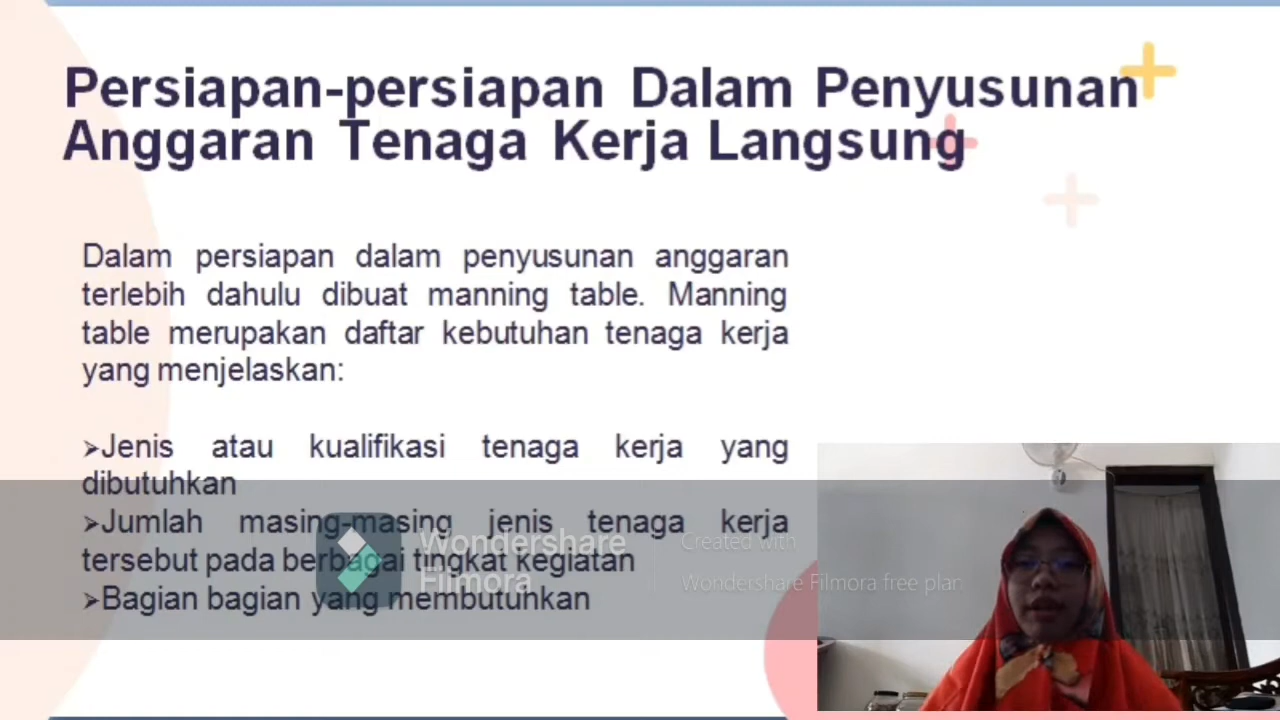 Persiapan-persiapan Dalam Penyusunan
Anggaran Tenaga Kerja Langsung
Dalam persiapan dalam penyusunan anggaran
terlebih dahulu dibuat manning table. Manning
table merupakan daftar kebutuhan tenaga kerja
yang menjelaskan:
➢Jenis atau kualifikasi tenaga kerja yang
dibutuhkan
➢Jumlah masing-masing jenis tenaga kerja
tersebut pada berbagai tingkat kegiatan
➢Bagian bagian yang membutuhkan
Wondershare
Filmora
Created with
Wondershare Filmora free plan